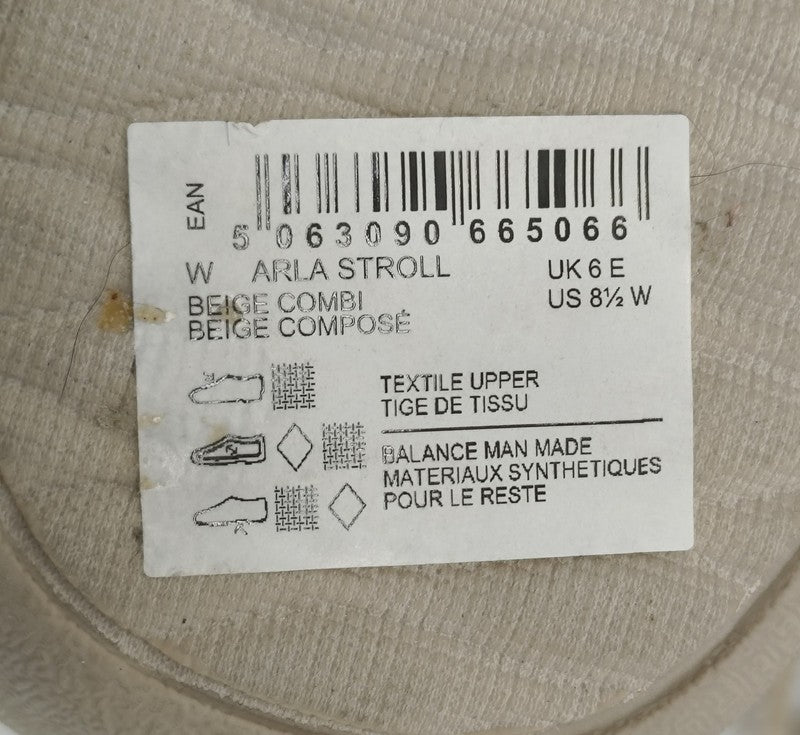 EAN
5 063090 665066
W ARLA STROLL UK 6 E
BEIGE COMBI US 8½ W
BEIGE COMPOSÉ
TEXTILE UPPER
TIGE DE TISSU
BALANCE MAN MADE
MATERIAUX SYNTHETIQUES
POUR LE RESTE